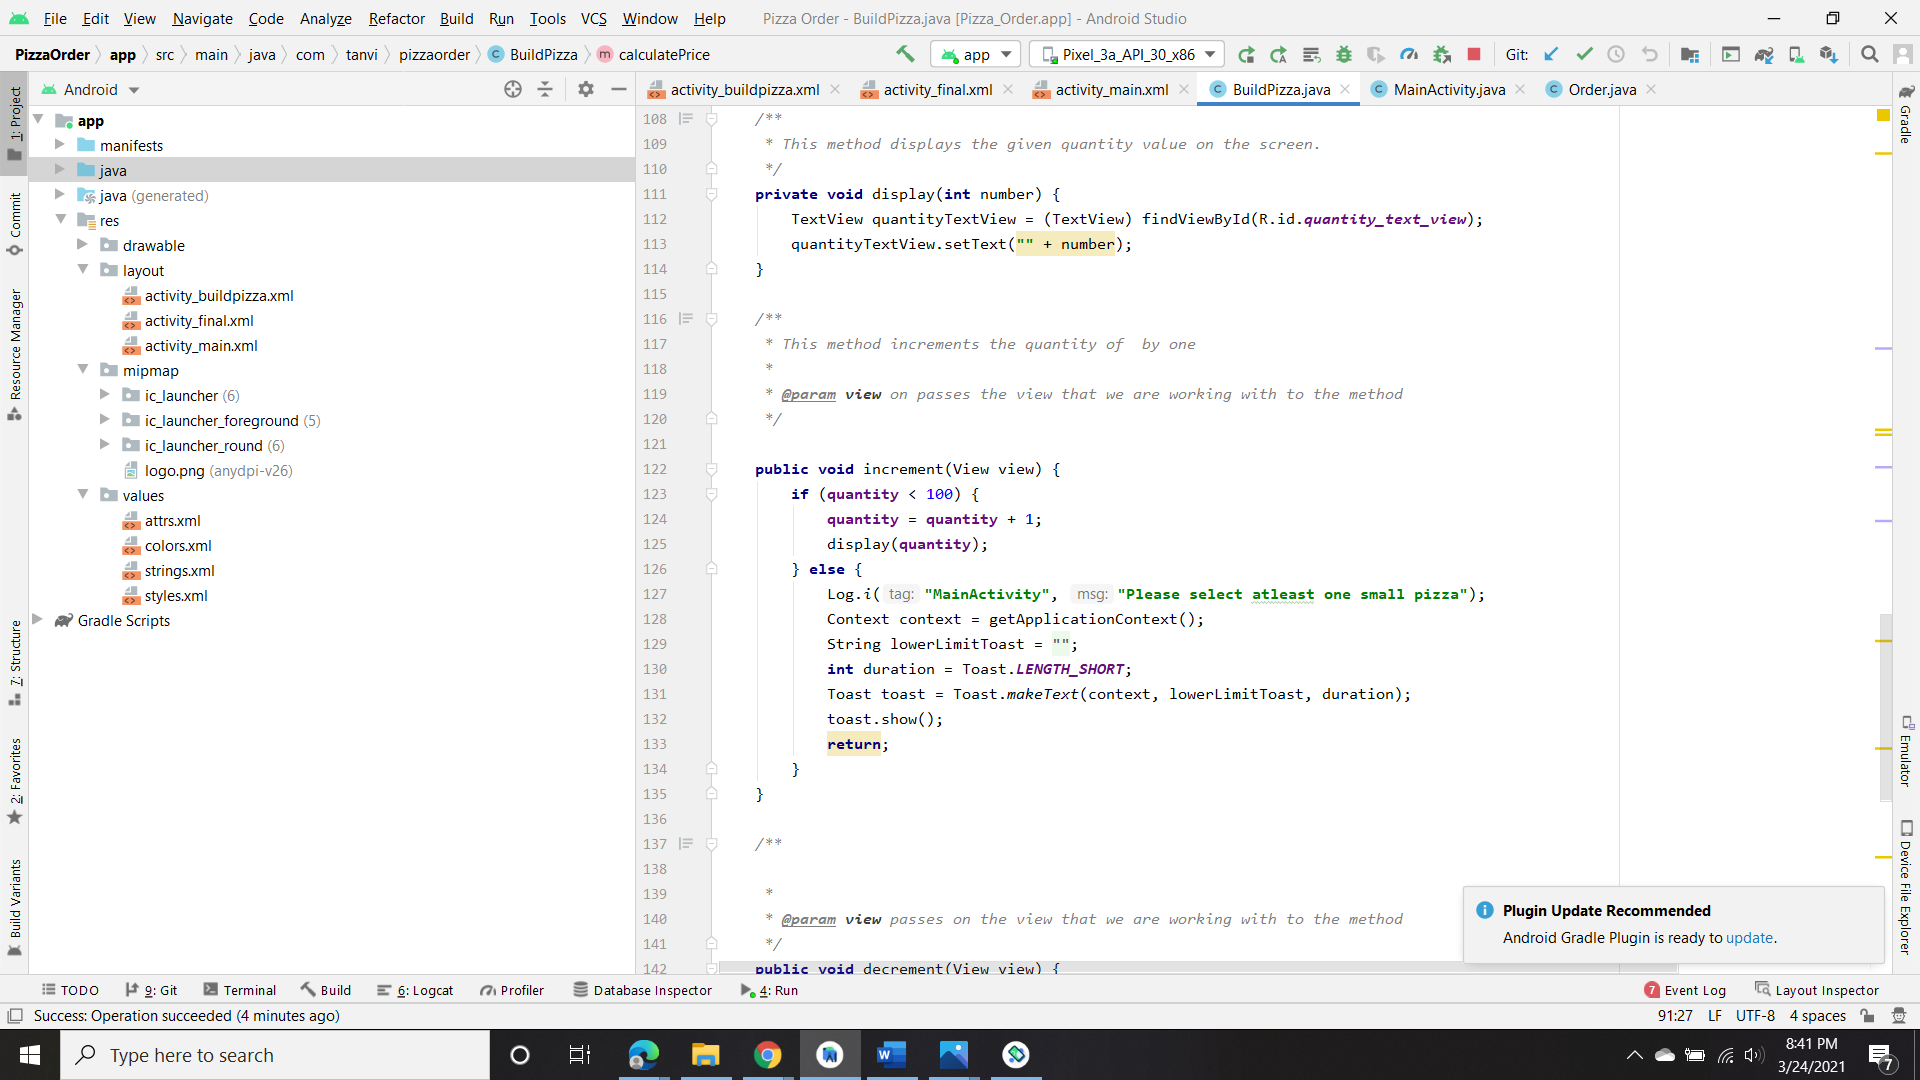 File Edit View Navigate Code Analyze Refactor Build Run Tools VCS Window Help Pizza Order - BuildPizza.java [Pizza_Order.app] - Android Studio
PizzaOrder app src main java com tanvi pizzaorder BuildPizza calculatePrice app Pixel_3a_API_30_x86 Git:
Android activity_buildpizza.xml activity_final.xml activity_main.xml BuildPizza.java MainActivity.java Order.java
1: Project
Commit
Resource Manager
7: Structure
2: Favorites
Build Variants
app
manifests
java
java (generated)
res
drawable
layout
activity_buildpizza.xml
activity_final.xml
activity_main.xml
mipmap
ic_launcher (6)
ic_launcher_foreground (5)
ic_launcher_round (6)
logo.png (anydpi-v26)
values
attrs.xml
colors.xml
strings.xml
styles.xml
Gradle Scripts
108 /**
109 * This method displays the given quantity value on the screen.
110 */
111 private void display(int number) {
112 TextView quantityTextView = (TextView) findViewById(R.id.quantity_text_view);
113 quantityTextView.setText("" + number);
114 }
115
116 /**
117 * This method increments the quantity of  by one
118 *
119 * @param view on passes the view that we are working with to the method
120 */
121
122 public void increment(View view) {
123 if (quantity < 100) {
124 quantity = quantity + 1;
125 display(quantity);
126 } else {
127 Log.i( tag: "MainActivity", msg: "Please select atleast one small pizza");
128 Context context = getApplicationContext();
129 String lowerLimitToast = "";
130 int duration = Toast.LENGTH_SHORT;
131 Toast toast = Toast.makeText(context, lowerLimitToast, duration);
132 toast.show();
133 return;
134 }
135 }
136
137 /**
138
139 *
140 * @param view passes on the view that we are working with to the method
141 */
142 public void decrement(View view) {
Gradle
Emulator
Device File Explorer
Plugin Update Recommended
Android Gradle Plugin is ready to update.
TODO 9: Git Terminal Build 6: Logcat Profiler Database Inspector 4: Run 7 Event Log Layout Inspector
Success: Operation succeeded (4 minutes ago) 91:27 LF UTF-8 4 spaces
Type here to search
8:41 PM
3/24/2021
7